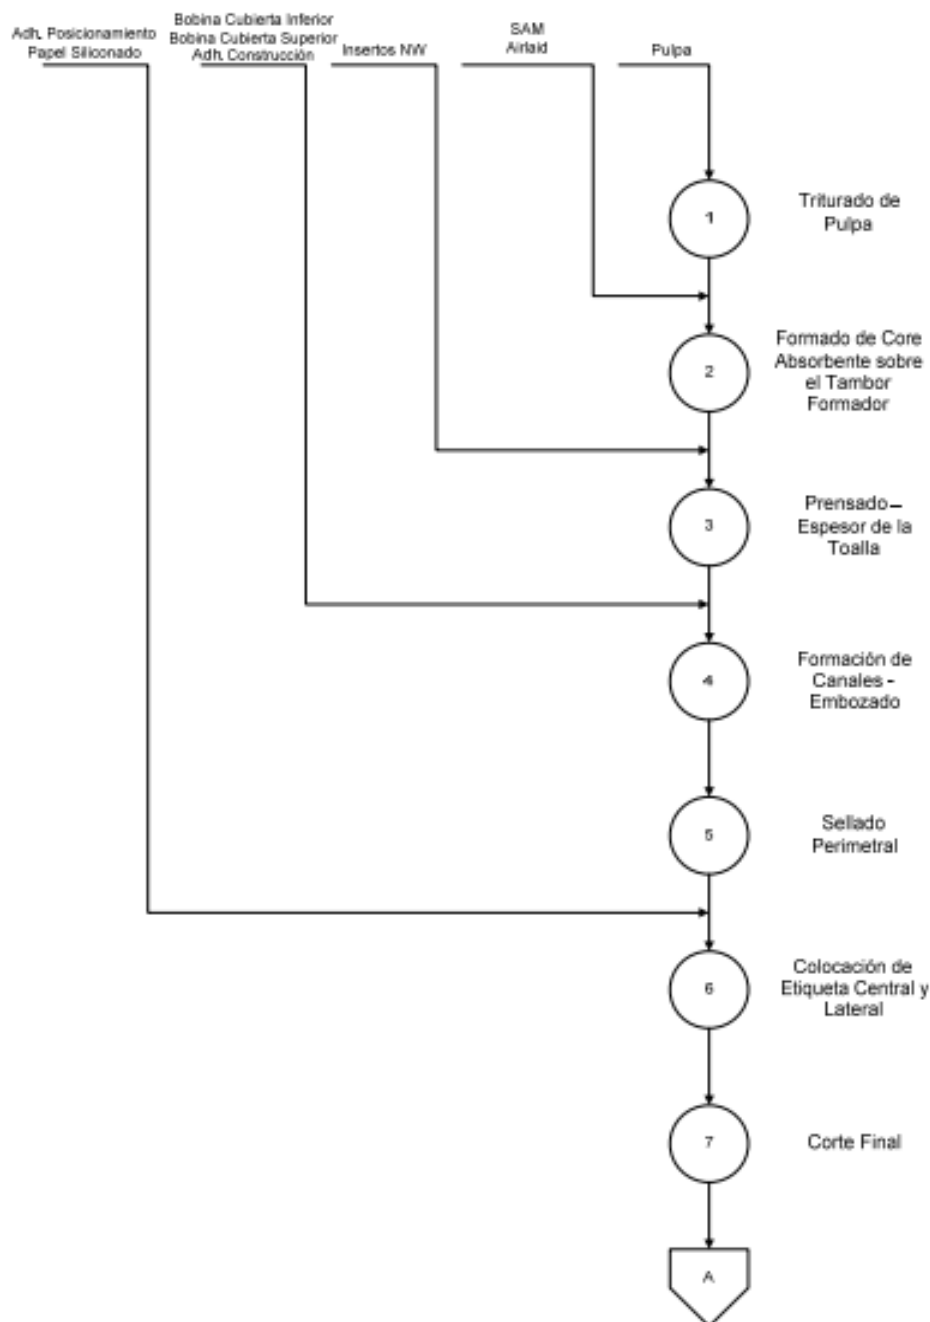 Adh. Posicionamiento
Papel Siliconado
Bobina Cubierta Inferior
Bobina Cubierta Superior
Adh. Construcción
Insertos NW
SAM
Airlaid
Pulpa
1
Triturado de
Pulpa
2
Formado de Core
Absorbente sobre
el Tambor
Formador
3
Prensado –
Espesor de la
Toalla
4
Formación de
Canales -
Embozado
5
Sellado
Perimetral
6
Colocación de
Etiqueta Central y
Lateral
7
Corte Final
A